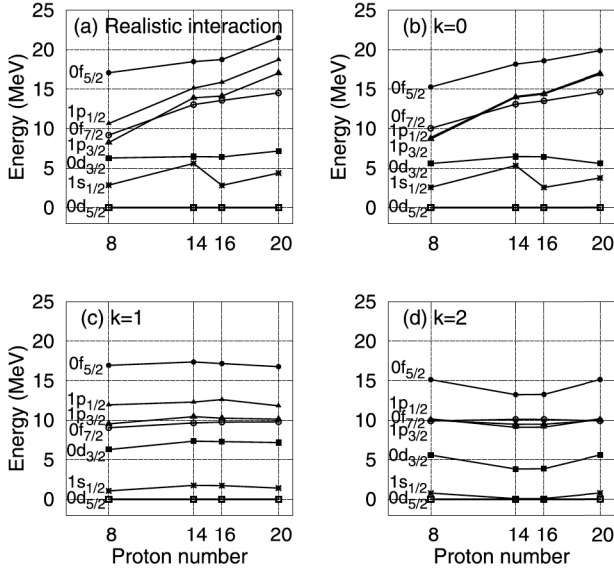 (a) Realistic interaction
Energy (MeV)
25
20
15
10
5
0
0f5/2
1p1/2
0f7/2
1p3/2
0d3/2
1s1/2
0d5/2
8 14 16 20
(b) k=0
Energy (MeV)
25
20
15
10
5
0
0f5/2
0f7/2
1p1/2
1p3/2
0d3/2
1s1/2
0d5/2
8 14 16 20
(c) k=1
Energy (MeV)
25
20
15
10
5
0
0f5/2
1p1/2
1p3/2
0f7/2
0d3/2
1s1/2
0d5/2
8 14 16 20
Proton number
(d) k=2
Energy (MeV)
25
20
15
10
5
0
0f5/2
1p1/2
0f7/2
1p3/2
0d3/2
1s1/2
0d5/2
8 14 16 20
Proton number